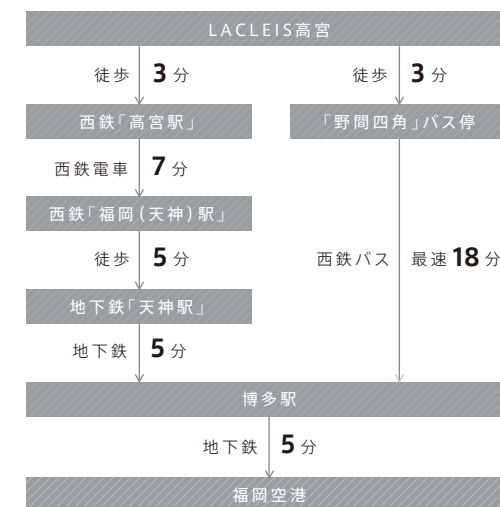 LACLEIS高宮
徒歩 3分
徒歩 3分
西鉄「高宮駅」
「野間四角」バス停
西鉄電車 7分
西鉄「福岡(天神)駅」
徒歩 5分
西鉄バス 最速18分
地下鉄「天神駅」
地下鉄 5分
博多駅
地下鉄 5分
福岡空港